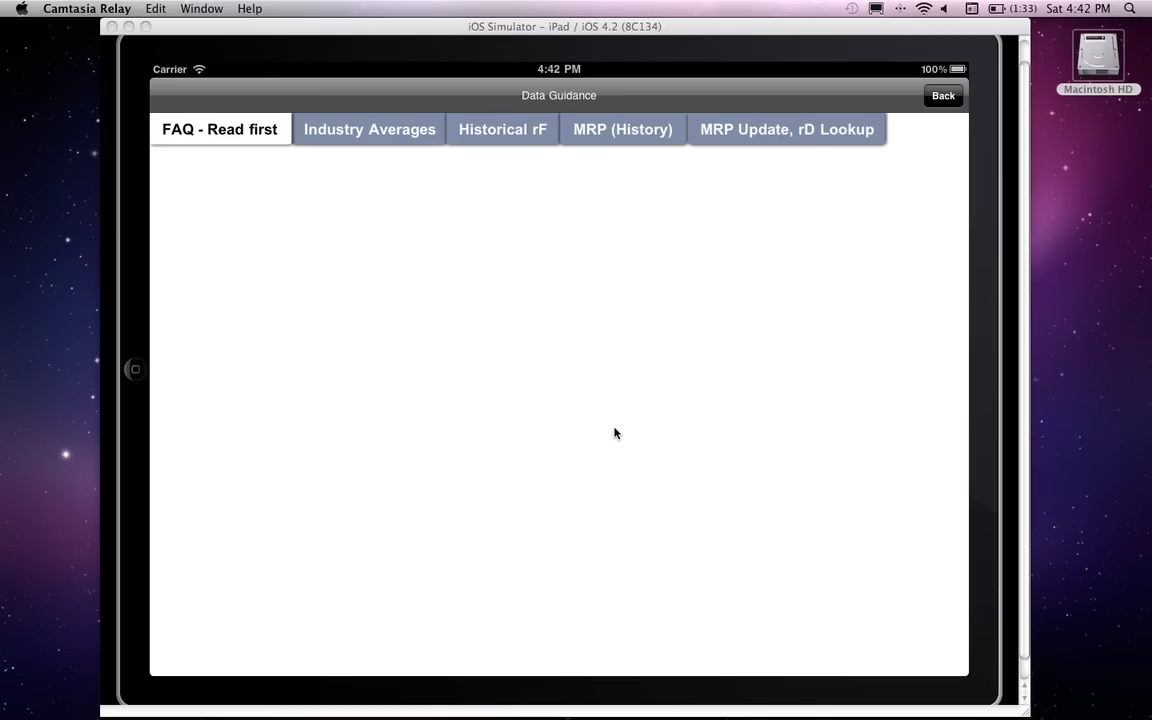 Camtasia Relay Edit Window Help (1:33) Sat 4:42 PM
iOS Simulator – iPad / iOS 4.2 (8C134)
Macintosh HD
Carrier 4:42 PM 100%
Data Guidance Back
FAQ - Read first Industry Averages Historical rF MRP (History) MRP Update, rD Lookup